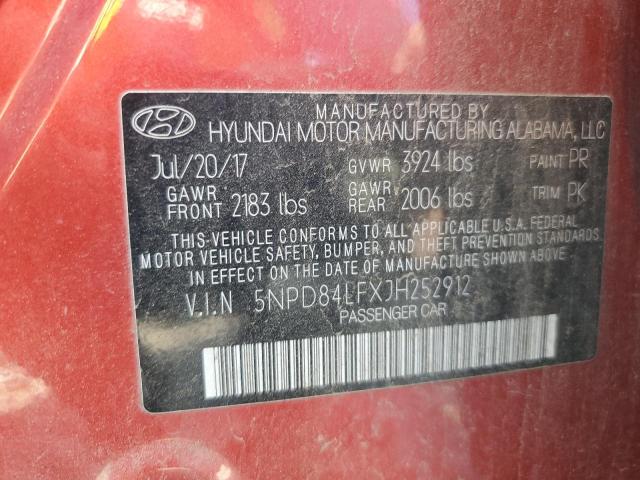 MANUFACTURED BY
HYUNDAI MOTOR MANUFACTURING ALABAMA, LLC
Jul/20/17 GVWR 3924 lbs PAINT PR
GAWR FRONT 2183 lbs GAWR REAR 2006 lbs TRIM PK
THIS-VEHICLE CONFORMS TO ALL APPLICABLE U.S.A. FEDERAL
MOTOR VEHICLE SAFETY, BUMPER, AND THEFT PREVENTION STANDARDS
IN EFFECT ON THE DATE OF MANUFACTURE SHOWN ABOVE.
V.I.N 5NPD84LFXJH252912
PASSENGER CAR